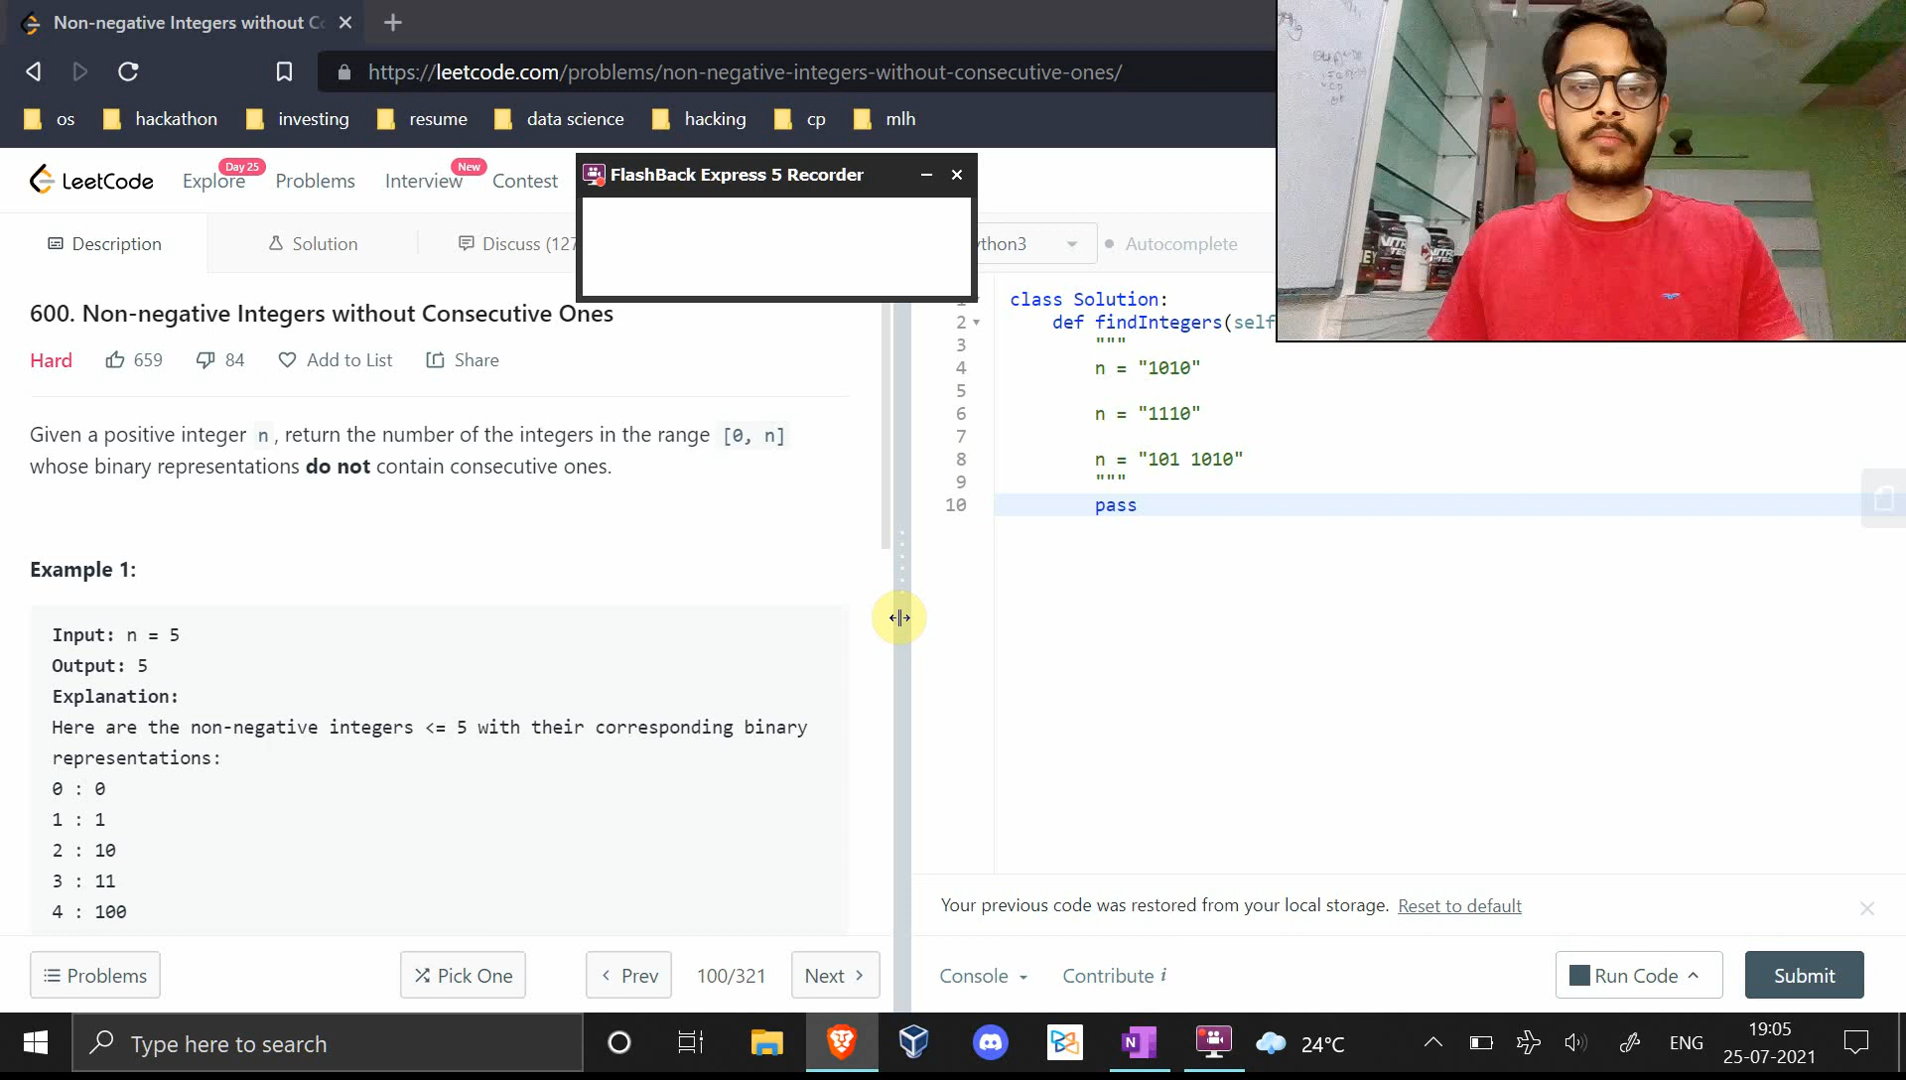 Non-negative Integers without Co
https://leetcode.com/problems/non-negative-integers-without-consecutive-ones/
os hackathon investing resume data science hacking cp mlh
LeetCode Explore Day 25 Problems Interview New Contest
FlashBack Express 5 Recorder
Description Solution Discuss (127
ython3 Autocomplete
600. Non-negative Integers without Consecutive Ones
Hard 659 84 Add to List Share
Given a positive integer n, return the number of the integers in the range [0, n]
whose binary representations do not contain consecutive ones.
Example 1:
Input: n = 5
Output: 5
Explanation:
Here are the non-negative integers <= 5 with their corresponding binary
representations:
0 : 0
1 : 1
2 : 10
3 : 11
4 : 100
1 class Solution:
2 def findIntegers(self
3 """
4 n = "1010"
5
6 n = "1110"
7
8 n = "101 1010"
9 """
10 pass
Your previous code was restored from your local storage. Reset to default
Problems Pick One Prev 100/321 Next
Console Contribute i Run Code Submit
Type here to search
24°C
ENG
19:05
25-07-2021